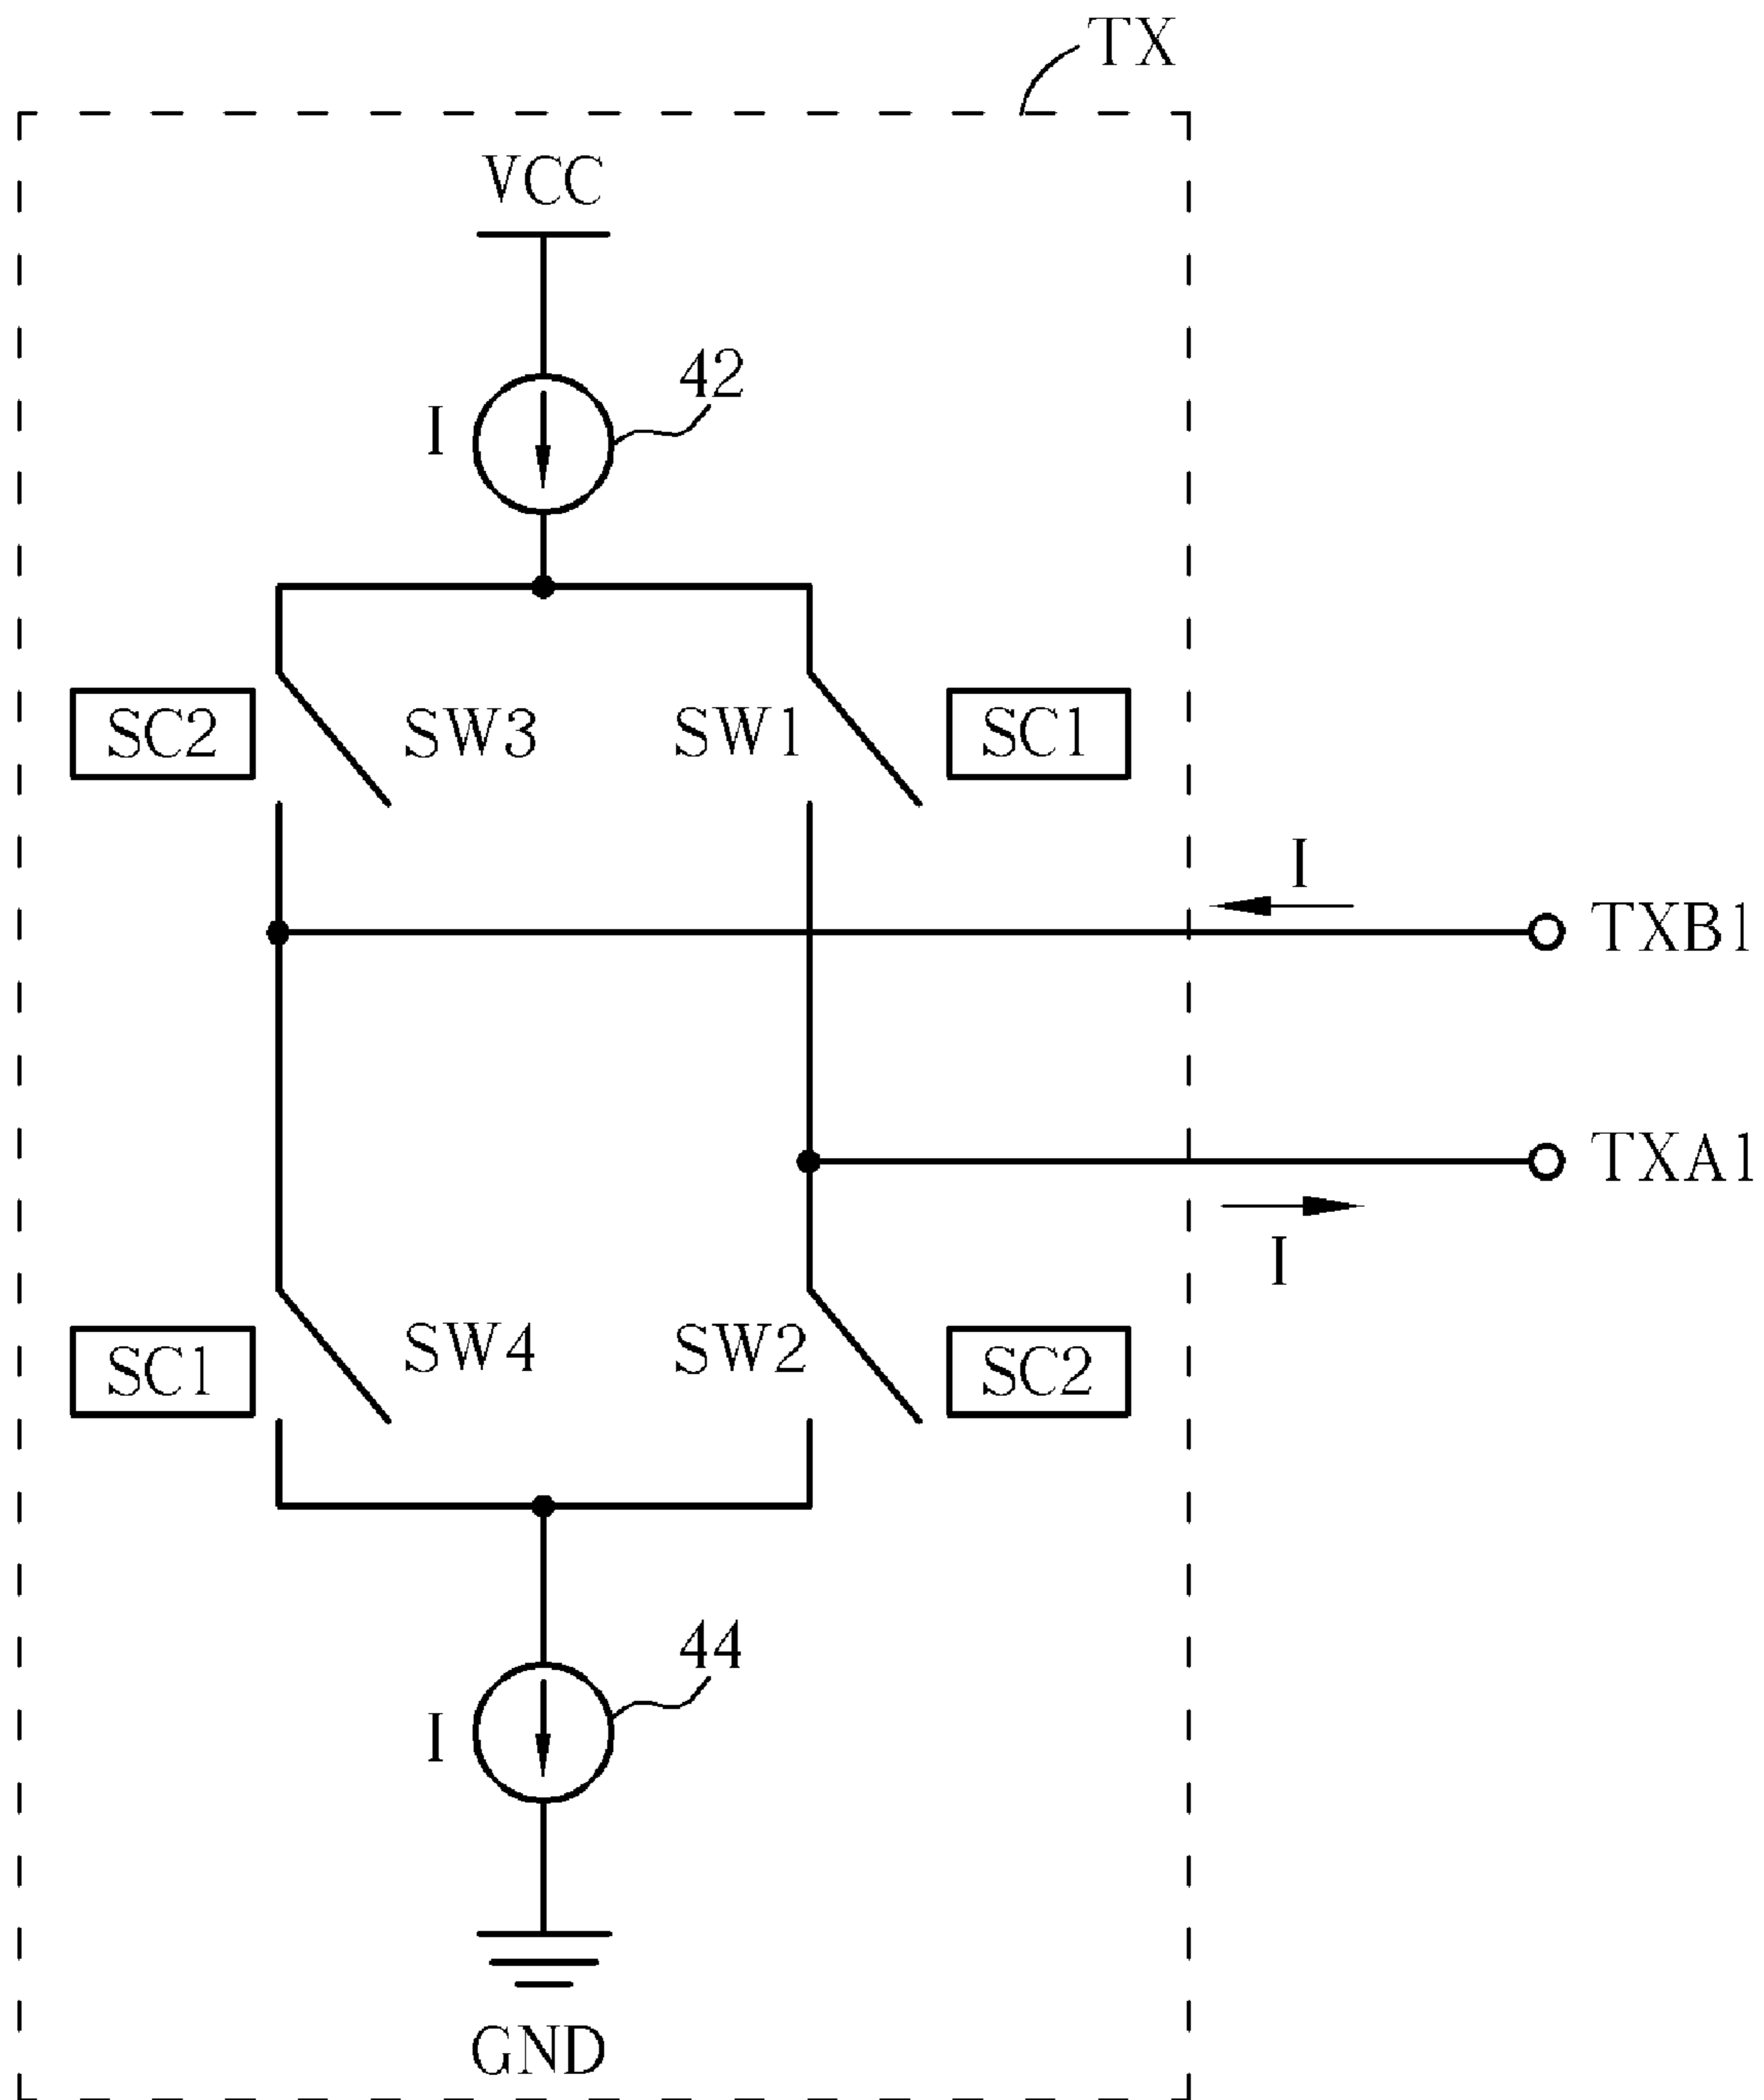 TX
VCC
42
I
SC2 SW3 SW1 SC1
I
TXB1
TXA1
I
SC1 SW4 SW2 SC2
44
I
GND